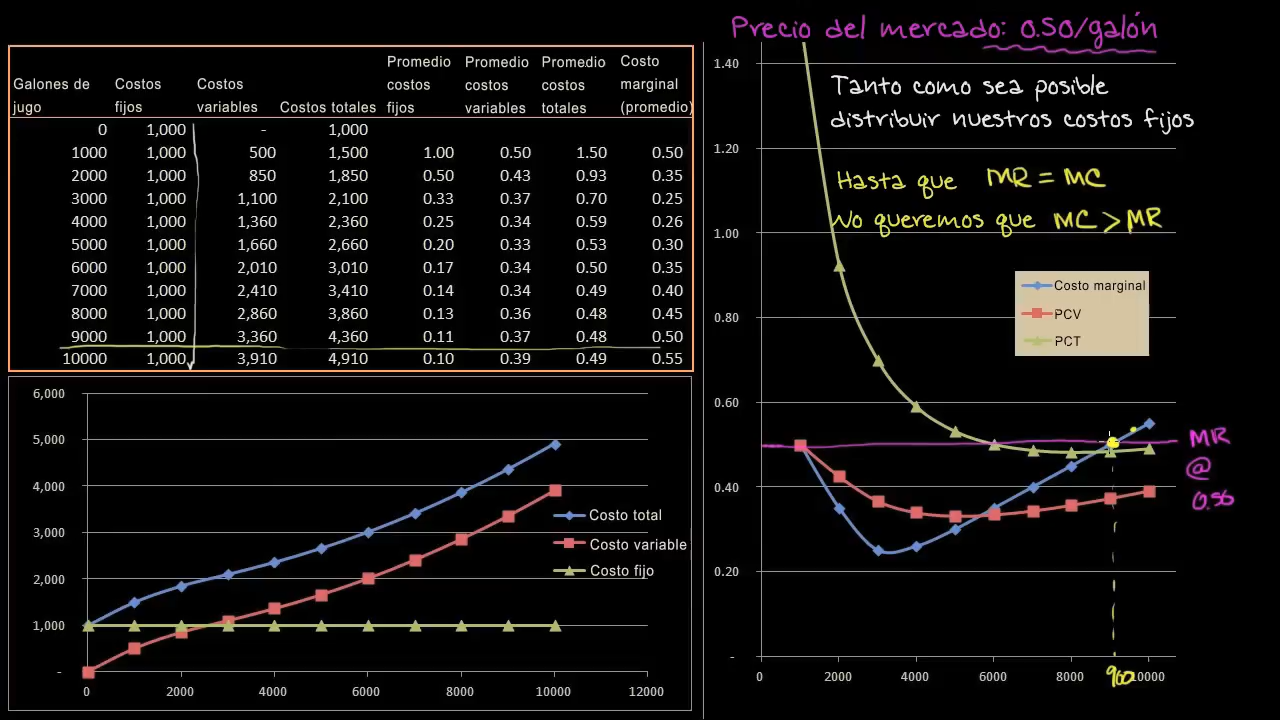 Precio del mercado: 0.50/galón
Galones de jugo Costos fijos Costos variables Costos totales Promedio costos fijos Promedio costos variables Promedio costos totales Costo marginal (promedio)
0 1,000 - 1,000
1000 1,000 500 1,500 1.00 0.50 1.50 0.50
2000 1,000 850 1,850 0.50 0.43 0.93 0.35
3000 1,000 1,100 2,100 0.33 0.37 0.70 0.25
4000 1,000 1,360 2,360 0.25 0.34 0.59 0.26
5000 1,000 1,660 2,660 0.20 0.33 0.53 0.30
6000 1,000 2,010 3,010 0.17 0.34 0.50 0.35
7000 1,000 2,410 3,410 0.14 0.34 0.49 0.40
8000 1,000 2,860 3,860 0.13 0.36 0.48 0.45
9000 1,000 3,360 4,360 0.11 0.37 0.48 0.50
10000 1,000 3,910 4,910 0.10 0.39 0.49 0.55
6,000
5,000
4,000
3,000
2,000
1,000
-
0 2000 4000 6000 8000 10000 12000
Costo total
Costo variable
Costo fijo
Tanto como sea posible
distribuir nuestros costos fijos
Hasta que MR = MC
No queremos que MC > MR
1.40
1.20
1.00
0.80
0.60
0.40
0.20
-
Costo marginal
PCV
PCT
MR
@
0 2000 4000 6000 8000 10000